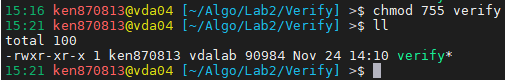 15:16 ken870813@vda04 [~/Algo/Lab2/Verify] >$ chmod 755 verify
15:21 ken870813@vda04 [~/Algo/Lab2/Verify] >$ ll
total 100
-rwxr-xr-x 1 ken870813 vdalab 90984 Nov 24 14:10 verify*
15:21 ken870813@vda04 [~/Algo/Lab2/Verify] >$